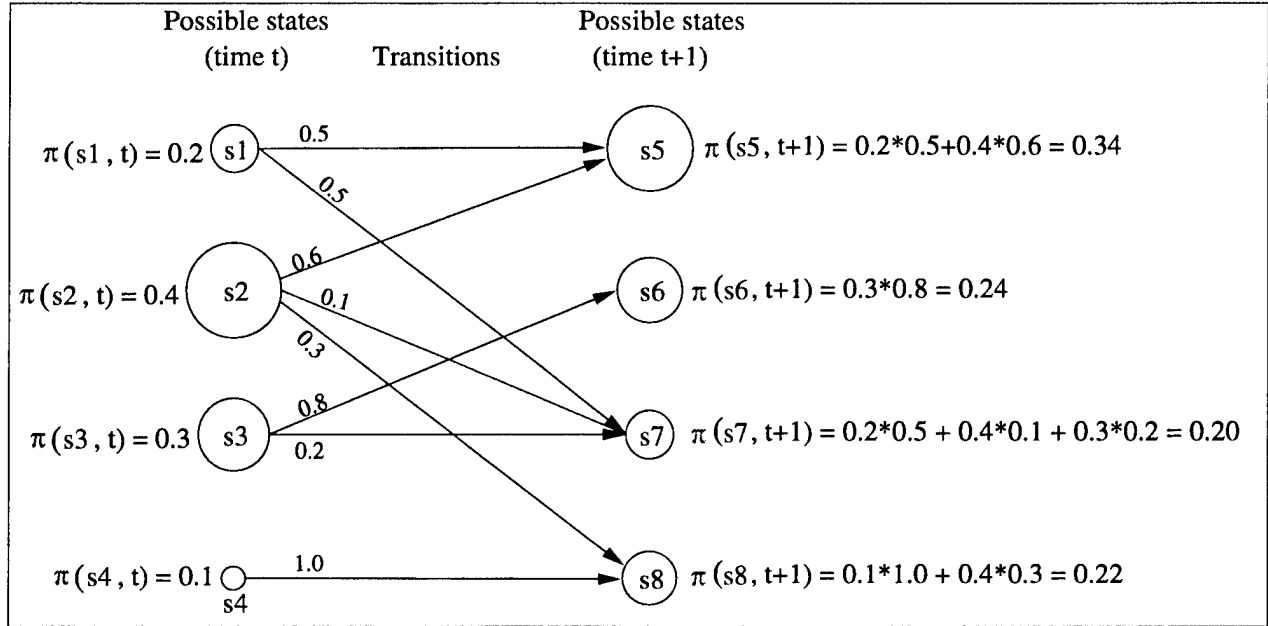 Possible states Possible states
(time t) Transitions (time t+1)
π(s1, t) = 0.2 s1 0.5 s5 π(s5, t+1) = 0.2*0.5+0.4*0.6 = 0.34
0.5
0.6
π(s2, t) = 0.4 s2 0.1 s6 π(s6, t+1) = 0.3*0.8 = 0.24
0.3
0.8
π(s3, t) = 0.3 s3 s7 π(s7, t+1) = 0.2*0.5 + 0.4*0.1 + 0.3*0.2 = 0.20
0.2
π(s4, t) = 0.1 1.0 s8 π(s8, t+1) = 0.1*1.0 + 0.4*0.3 = 0.22
s4